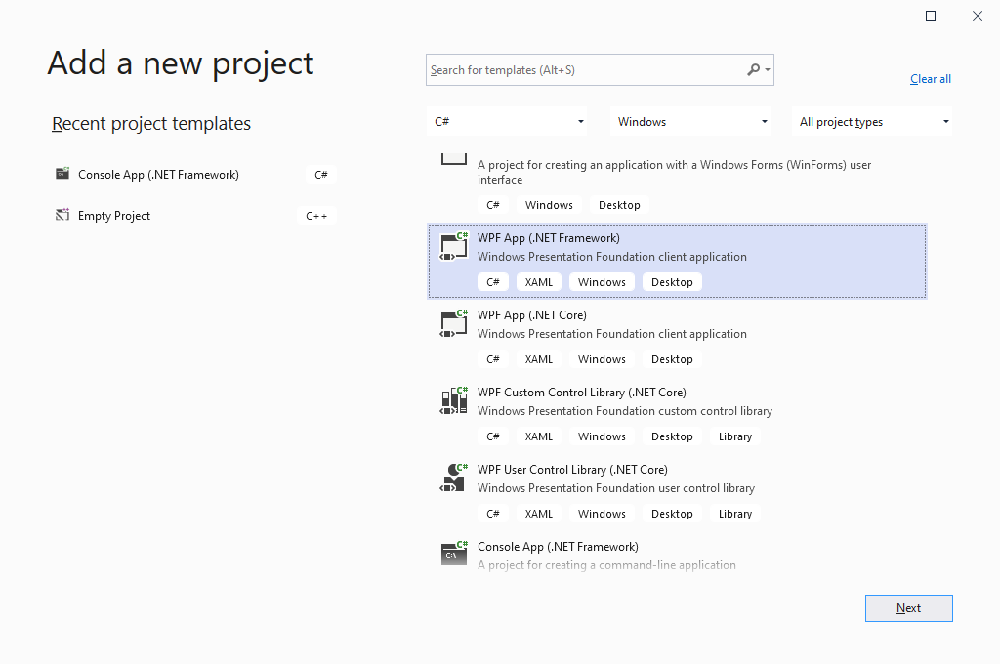 Add a new project
Search for templates (Alt+S)
Clear all
Recent project templates
C#
Windows
All project types
Console App (.NET Framework)
C#
Empty Project
C++
A project for creating an application with a Windows Forms (WinForms) user
interface
C# Windows Desktop
C#
WPF App (.NET Framework)
Windows Presentation Foundation client application
C# XAML Windows Desktop
C#
WPF App (.NET Core)
Windows Presentation Foundation client application
C# XAML Windows Desktop
C#
WPF Custom Control Library (.NET Core)
Windows Presentation Foundation custom control library
C# XAML Windows Desktop Library
C#
WPF User Control Library (.NET Core)
Windows Presentation Foundation user control library
C# XAML Windows Desktop Library
C#
C:\
Console App (.NET Framework)
A project for creating a command-line application
Next